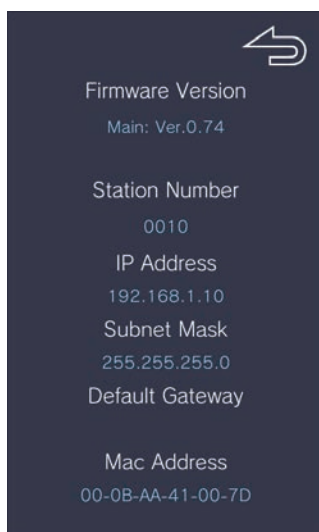 Firmware Version
Main: Ver.0.74
Station Number
0010
IP Address
192.168.1.10
Subnet Mask
255.255.255.0
Default Gateway
Mac Address
00-0B-AA-41-00-7D